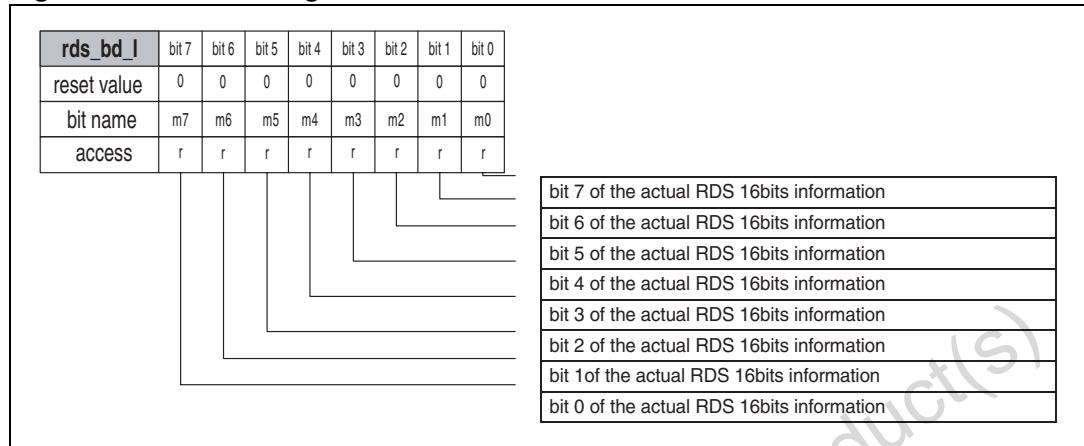 rds_bd_l bit 7 bit 6 bit 5 bit 4 bit 3 bit 2 bit 1 bit 0
reset value 0 0 0 0 0 0 0 0
bit name m7 m6 m5 m4 m3 m2 m1 m0
access r r r r r r r r
bit 7 of the actual RDS 16bits information
bit 6 of the actual RDS 16bits information
bit 5 of the actual RDS 16bits information
bit 4 of the actual RDS 16bits information
bit 3 of the actual RDS 16bits information
bit 2 of the actual RDS 16bits information
bit 1of the actual RDS 16bits information
bit 0 of the actual RDS 16bits information